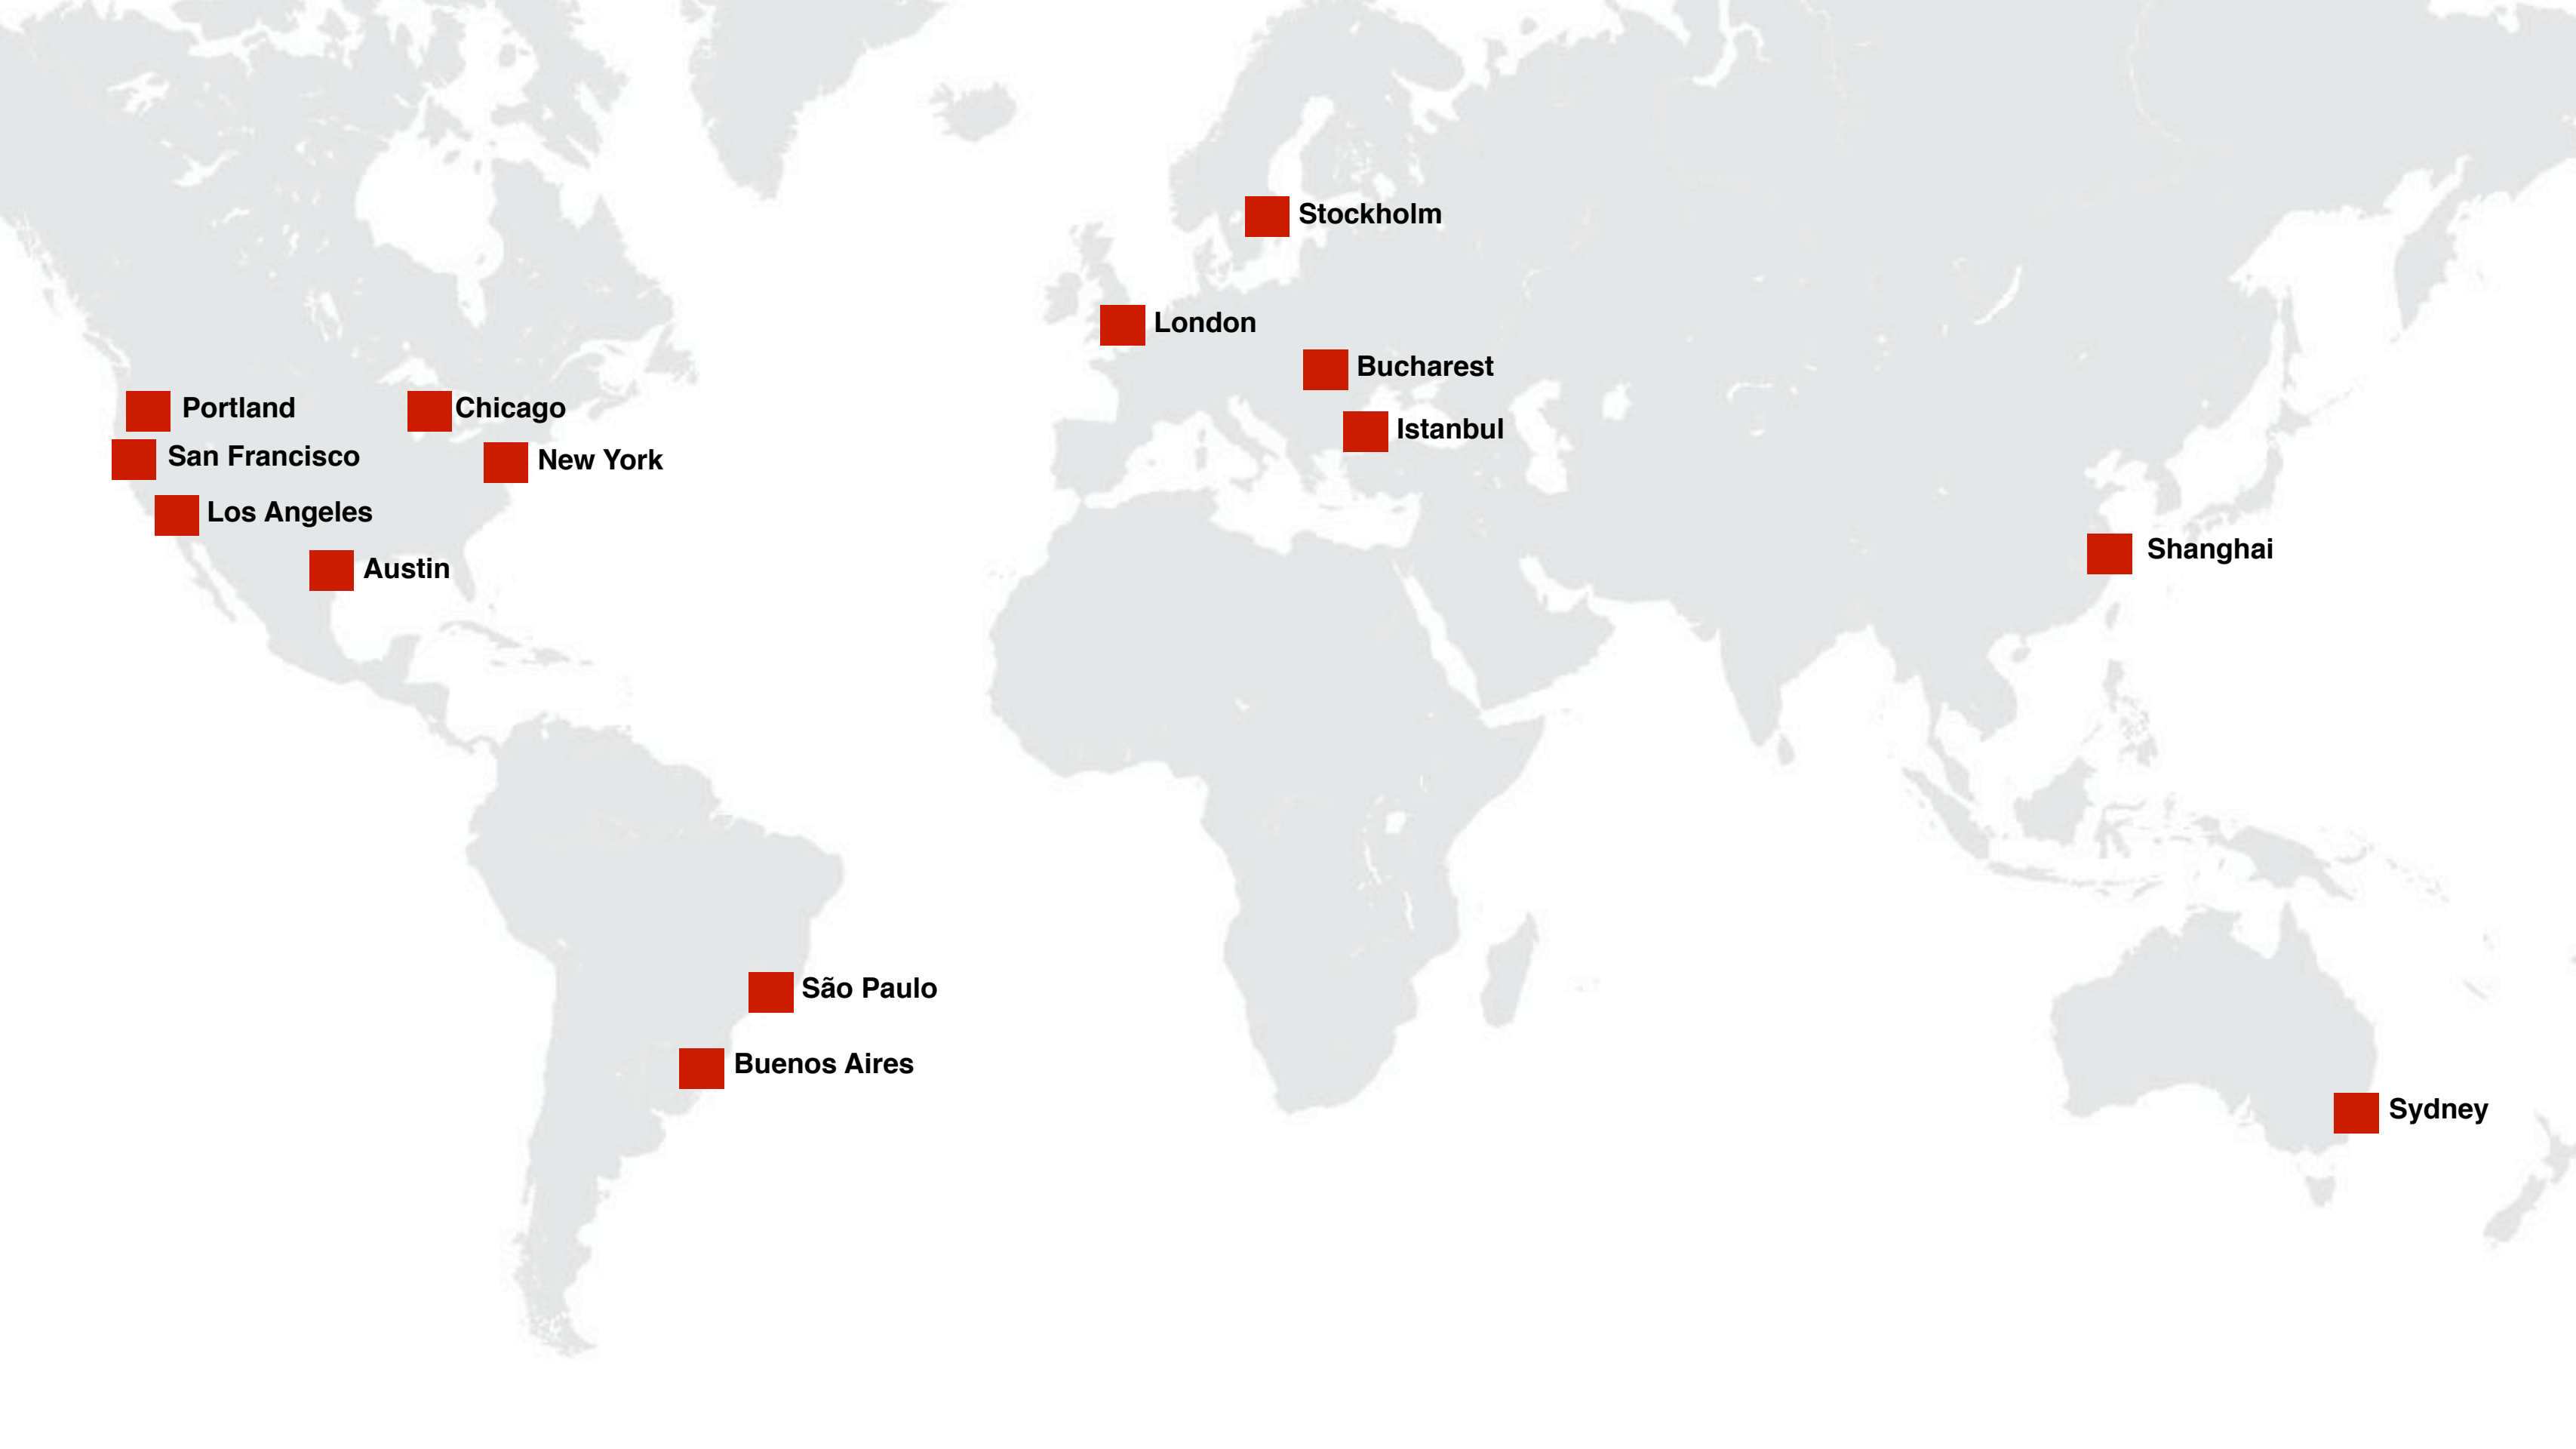 Stockholm
London
Bucharest
Portland
Chicago
Istanbul
San Francisco
New York
Los Angeles
Shanghai
Austin
São Paulo
Buenos Aires
Sydney